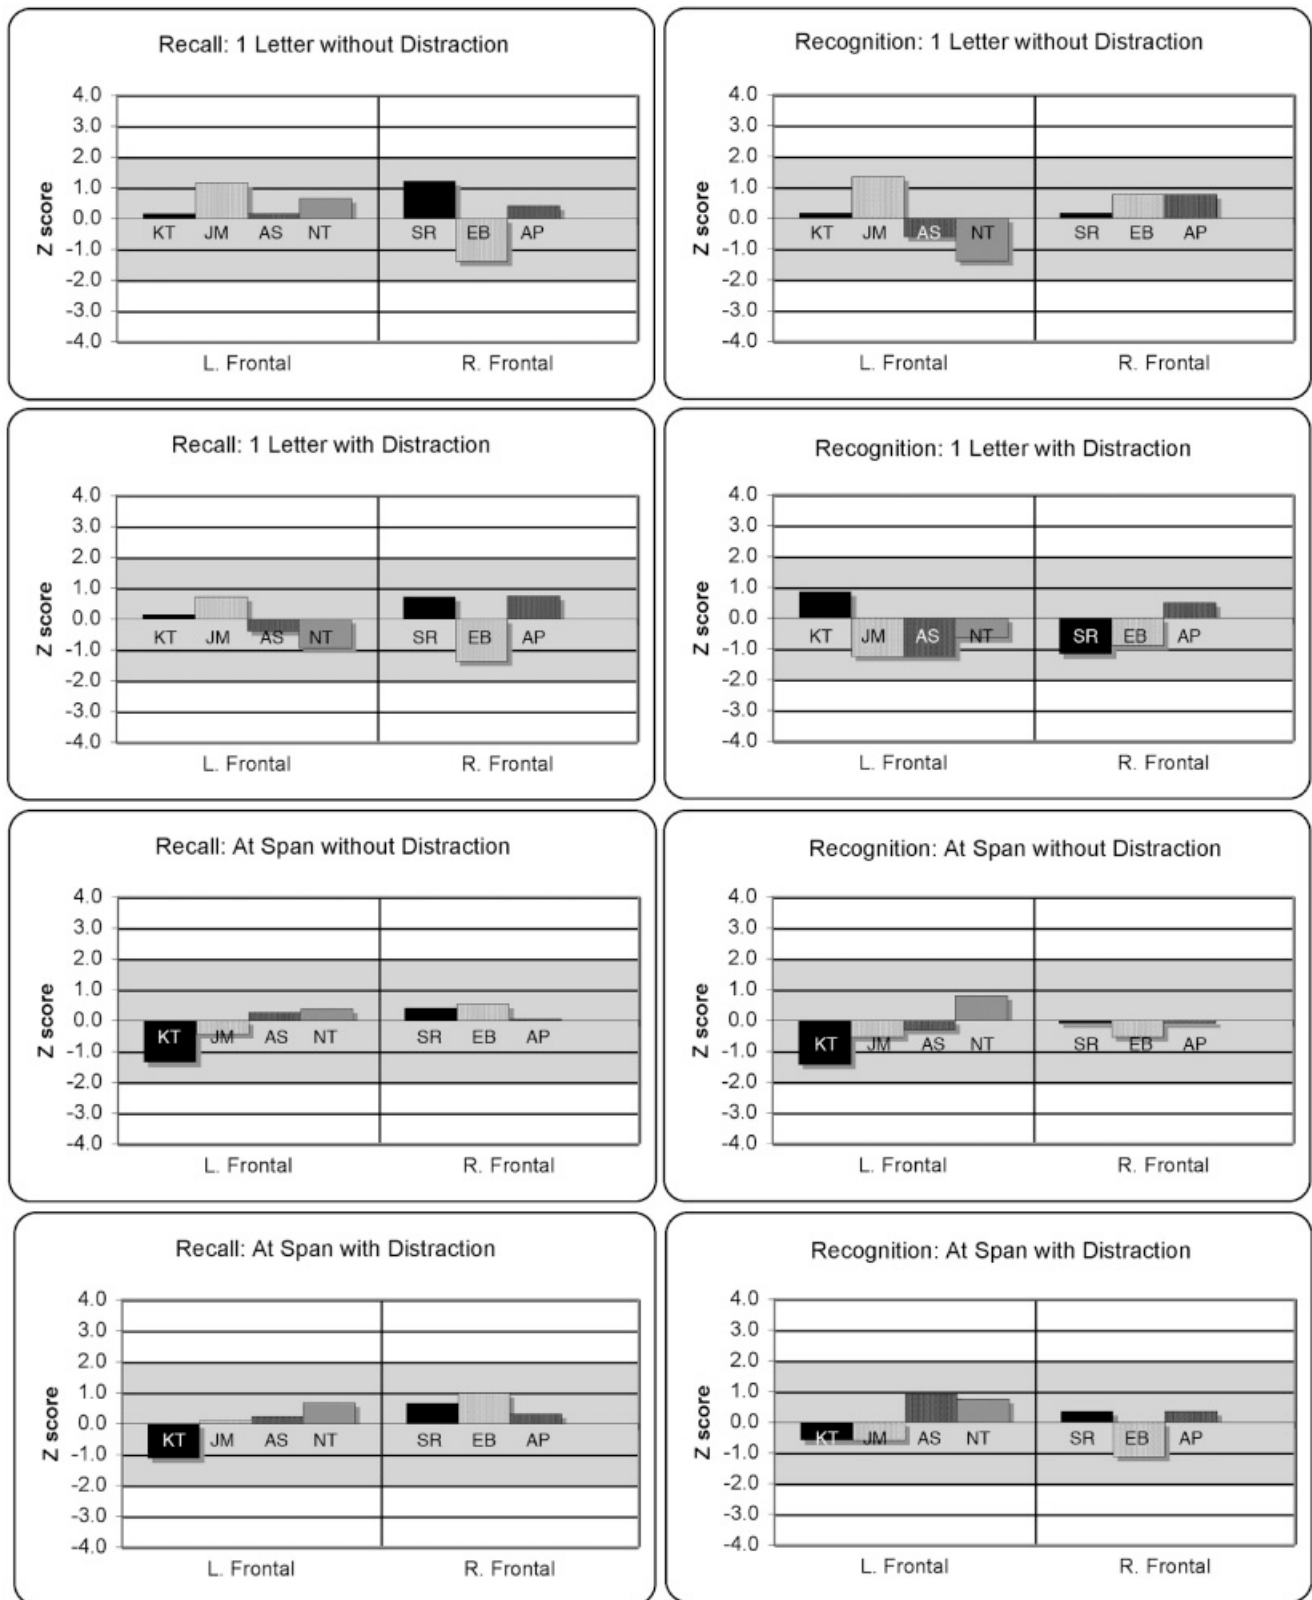 Recall: 1 Letter without Distraction
Z score
4.0
3.0
2.0
1.0
0.0
-1.0
-2.0
-3.0
-4.0
KT JM AS NT SR EB AP
L. Frontal R. Frontal
Recognition: 1 Letter without Distraction
Z score
4.0
3.0
2.0
1.0
0.0
-1.0
-2.0
-3.0
-4.0
KT JM AS NT SR EB AP
L. Frontal R. Frontal
Recall: 1 Letter with Distraction
Z score
4.0
3.0
2.0
1.0
0.0
-1.0
-2.0
-3.0
-4.0
KT JM AS NT SR EB AP
L. Frontal R. Frontal
Recognition: 1 Letter with Distraction
Z score
4.0
3.0
2.0
1.0
0.0
-1.0
-2.0
-3.0
-4.0
KT JM AS NT SR EB AP
L. Frontal R. Frontal
Recall: At Span without Distraction
Z score
4.0
3.0
2.0
1.0
0.0
-1.0
-2.0
-3.0
-4.0
KT JM AS NT SR EB AP
L. Frontal R. Frontal
Recognition: At Span without Distraction
Z score
4.0
3.0
2.0
1.0
0.0
-1.0
-2.0
-3.0
-4.0
KT JM AS NT SR EB AP
L. Frontal R. Frontal
Recall: At Span with Distraction
Z score
4.0
3.0
2.0
1.0
0.0
-1.0
-2.0
-3.0
-4.0
KT JM AS NT SR EB AP
L. Frontal R. Frontal
Recognition: At Span with Distraction
Z score
4.0
3.0
2.0
1.0
0.0
-1.0
-2.0
-3.0
-4.0
KT JM AS NT SR EB AP
L. Frontal R. Frontal